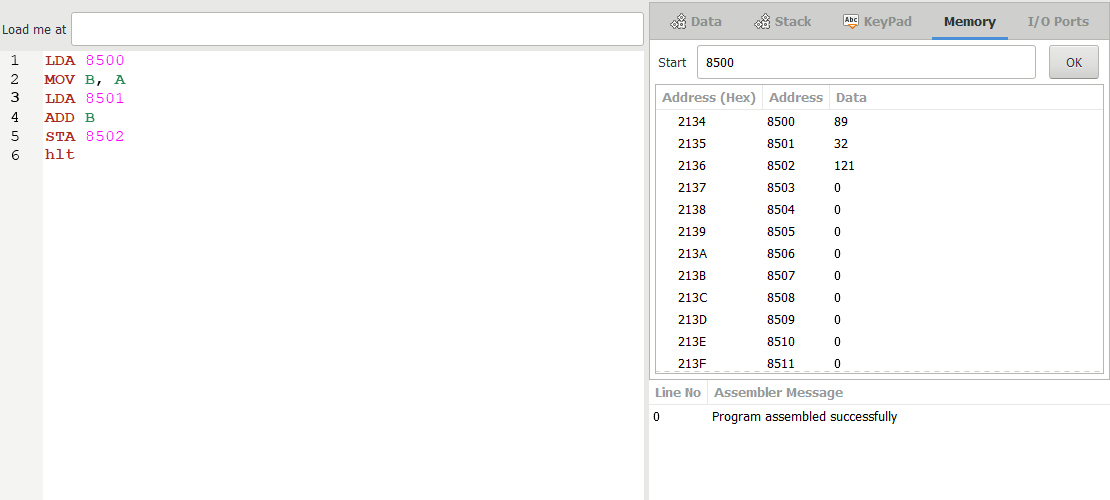 Load me at
1 LDA 8500
2 MOV B, A
3 LDA 8501
4 ADD B
5 STA 8502
6 hlt
Data Stack Abc KeyPad Memory I/O Ports
Start 8500 OK
Address (Hex) Address Data
2134 8500 89
2135 8501 32
2136 8502 121
2137 8503 0
2138 8504 0
2139 8505 0
213A 8506 0
213B 8507 0
213C 8508 0
213D 8509 0
213E 8510 0
213F 8511 0
Line No Assembler Message
0 Program assembled successfully